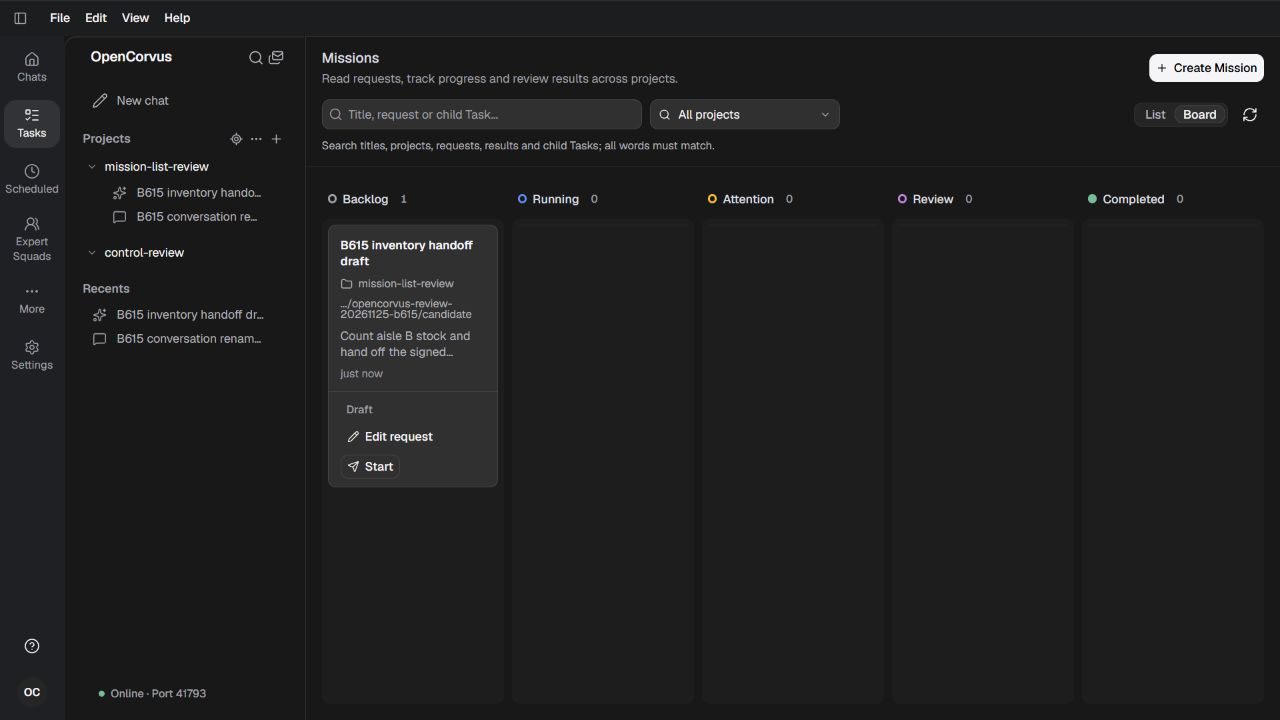 File Edit View Help
Chats
Tasks
Scheduled
Expert
Squads
More
Settings
OC
OpenCorvus
New chat
Projects
mission-list-review
B615 inventory hando...
B615 conversation re...
control-review
Recents
B615 inventory handoff dr...
B615 conversation renam...
Online · Port 41793
Missions
Read requests, track progress and review results across projects.
Create Mission
Title, request or child Task...
All projects
List Board
Search titles, projects, requests, results and child Tasks; all words must match.
Backlog 1
Running 0
Attention 0
Review 0
Completed 0
B615 inventory handoff
draft
mission-list-review
.../opencorvus-review-
20261125-b615/candidate
Count aisle B stock and
hand off the signed...
just now
Draft
Edit request
Start